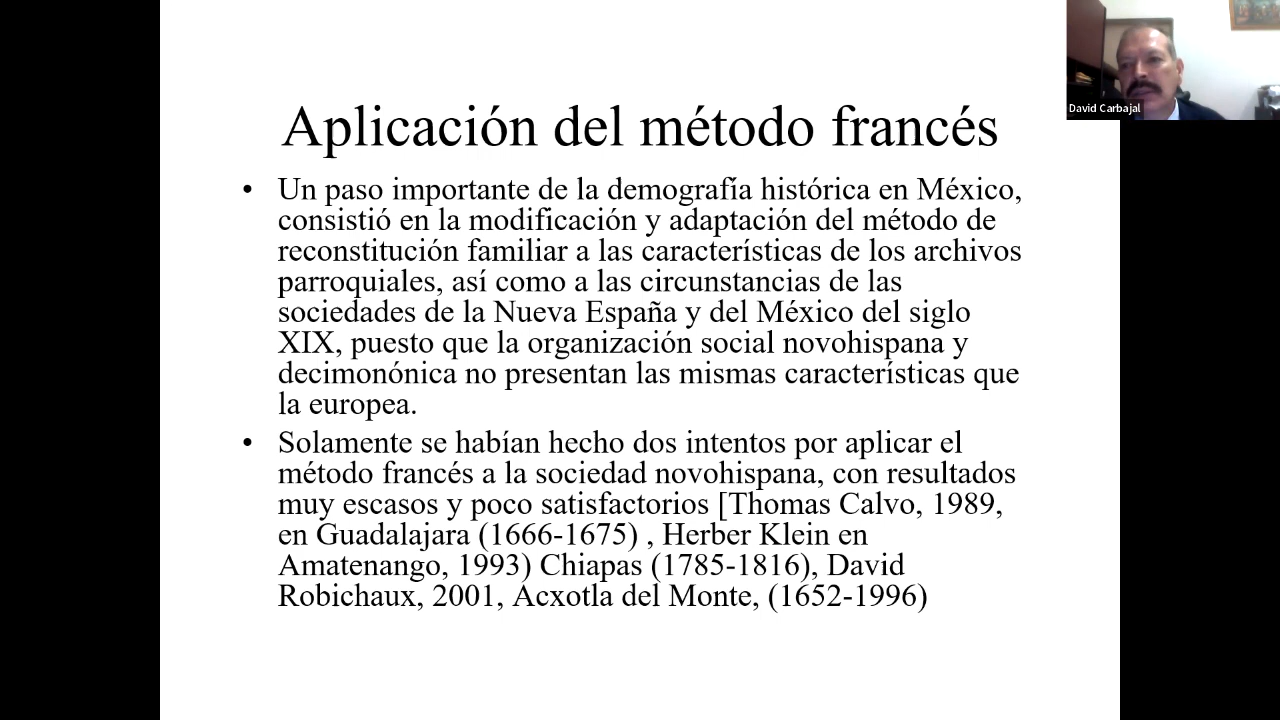 Aplicación del método francés
• Un paso importante de la demografía histórica en México,
consistió en la modificación y adaptación del método de
reconstitución familiar a las características de los archivos
parroquiales, así como a las circunstancias de las
sociedades de la Nueva España y del México del siglo
XIX, puesto que la organización social novohispana y
decimonónica no presentan las mismas características que
la europea.
• Solamente se habían hecho dos intentos por aplicar el
método francés a la sociedad novohispana, con resultados
muy escasos y poco satisfactorios [Thomas Calvo, 1989,
en Guadalajara (1666-1675) , Herber Klein en
Amatenango, 1993) Chiapas (1785-1816), David
Robichaux, 2001, Acxotla del Monte, (1652-1996)
David Carbajal